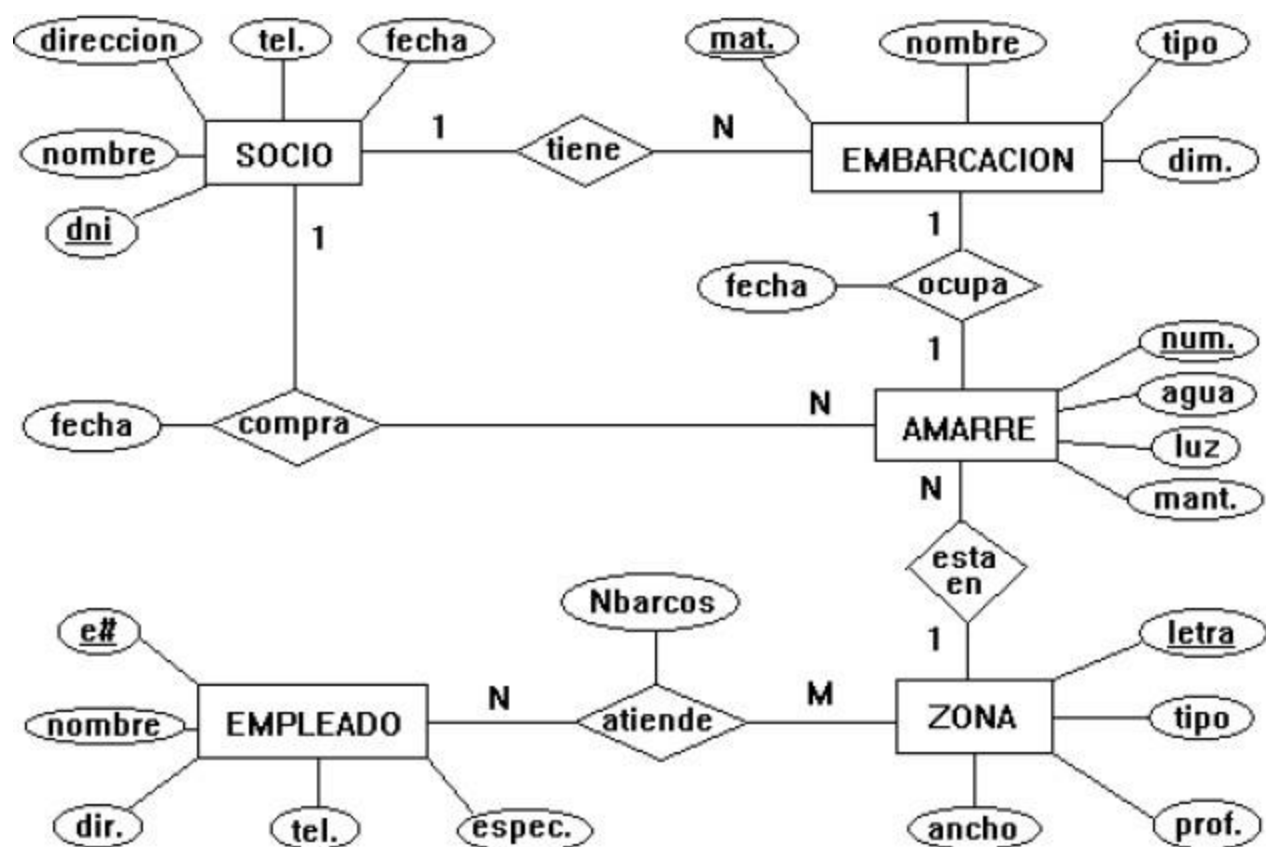 direccion
tel.
fecha
mat.
nombre
tipo
nombre
SOCIO
1
tiene
N
EMBARCACION
dim.
dni
1
1
fecha
ocupa
1
num.
agua
fecha
compra
N
AMARRE
luz
N
mant.
esta
en
Nbarcos
e#
1
letra
nombre
EMPLEADO
N
atiende
M
ZONA
tipo
dir.
tel.
espec.
ancho
prof.